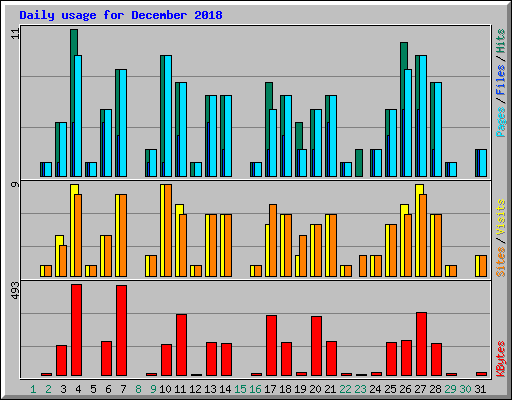 Daily usage for December 2018
11
Pages / Files / Hits
9
Sites / Visits
493
KBytes
1 2 3 4 5 6 7 8 9 10 11 12 13 14 15 16 17 18 19 20 21 22 23 24 25 26 27 28 29 30 31